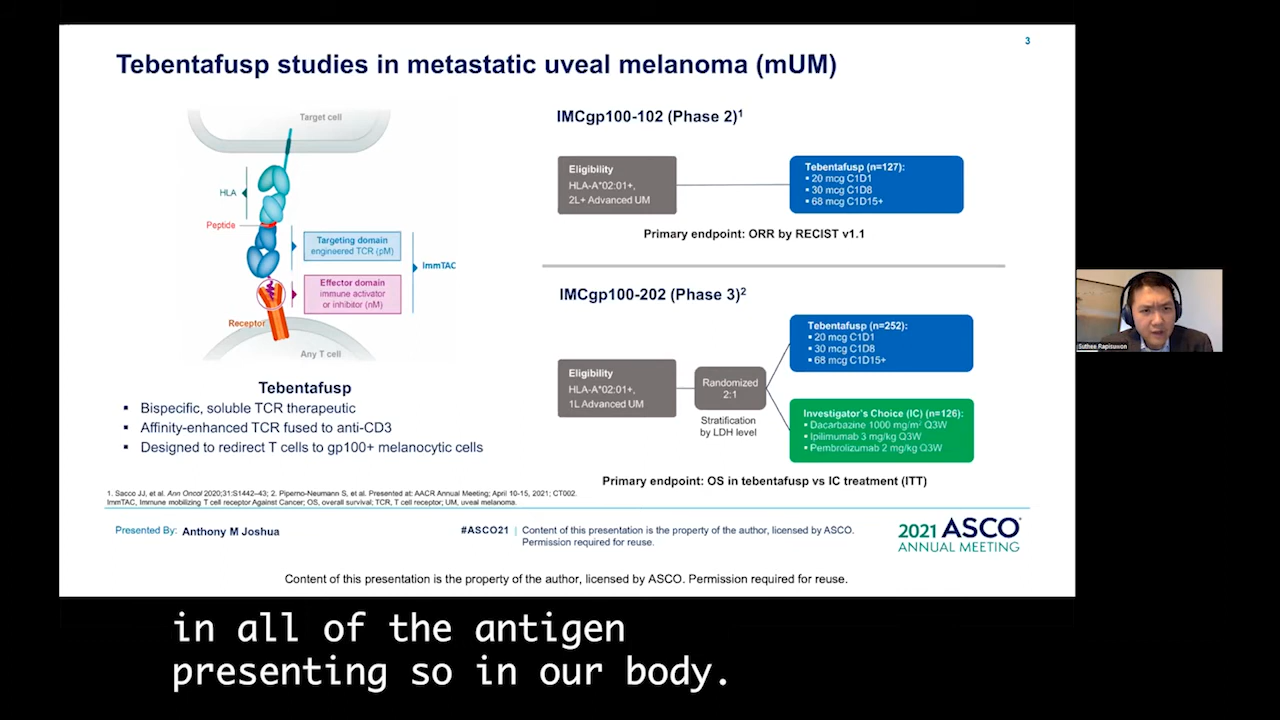 3
Tebentafusp studies in metastatic uveal melanoma (mUM)
Target cell
HLA
Peptide
Targeting domain
engineered TCR (pM)
ImmTAC
Effector domain
immune activator
or inhibitor (nM)
Receptor
Any T cell
Tebentafusp
▪ Bispecific, soluble TCR therapeutic
▪ Affinity-enhanced TCR fused to anti-CD3
▪ Designed to redirect T cells to gp100+ melanocytic cells
IMCgp100-102 (Phase 2)1
Eligibility
HLA-A*02:01+,
2L+ Advanced UM
Tebentafusp (n=127):
▪ 20 mcg C1D1
▪ 30 mcg C1D8
▪ 68 mcg C1D15+
Primary endpoint: ORR by RECIST v1.1
IMCgp100-202 (Phase 3)2
Eligibility
HLA-A*02:01+,
1L Advanced UM
Randomized
2:1
Stratification
by LDH level
Tebentafusp (n=252):
▪ 20 mcg C1D1
▪ 30 mcg C1D8
▪ 68 mcg C1D15+
Investigator's Choice (IC) (n=126):
▪ Dacarbazine 1000 mg/m2 Q3W
▪ Ipilimumab 3 mg/kg Q3W
▪ Pembrolizumab 2 mg/kg Q3W
Primary endpoint: OS in tebentafusp vs IC treatment (ITT)
1. Sacco JJ, et al. Ann Oncol 2020;31:S1442–43; 2. Piperno-Neumann S, et al. Presented at: AACR Annual Meeting; April 10-15, 2021; CT002.
ImmTAC, Immune mobilizing T cell receptor Against Cancer; OS, overall survival; TCR, T cell receptor; UM, uveal melanoma.
Presented By: Anthony M Joshua
#ASCO21 | Content of this presentation is the property of the author, licensed by ASCO.
Permission required for reuse.
2021 ASCO
ANNUAL MEETING
Content of this presentation is the property of the author, licensed by ASCO. Permission required for reuse.
Suthee Rapisuwon
in all of the antigen
presenting so in our body.